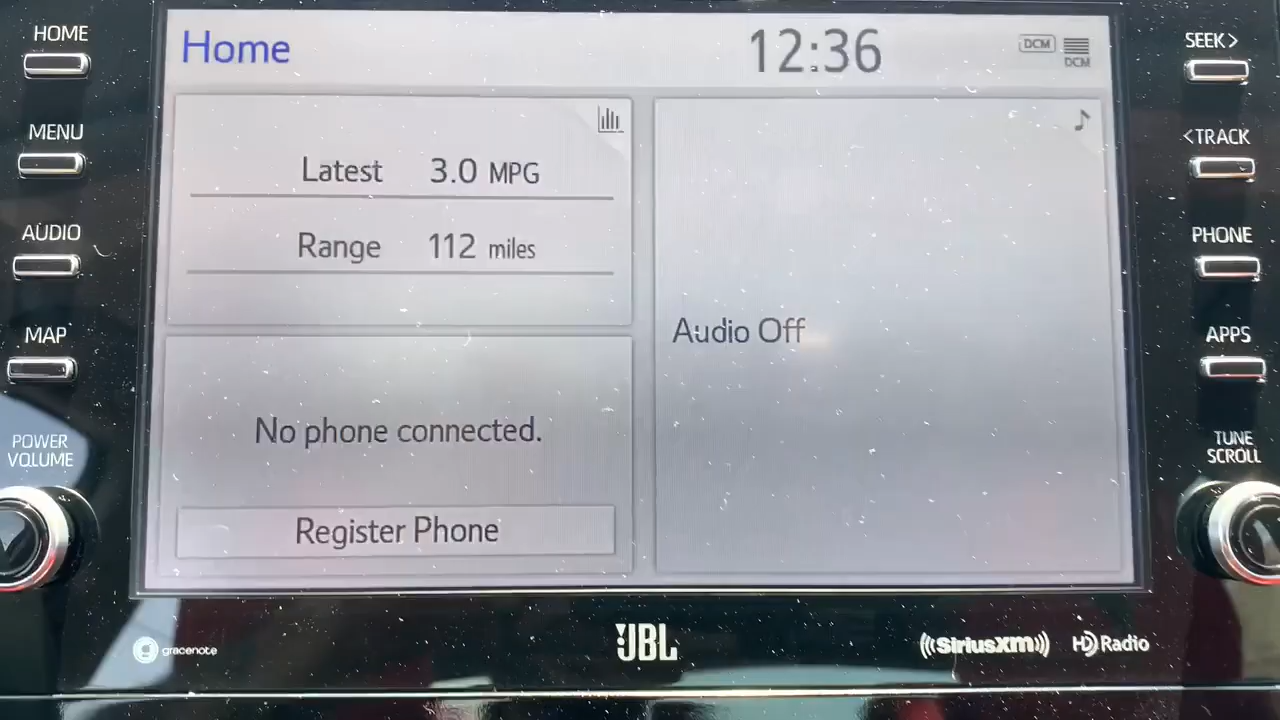 HOME
MENU
AUDIO
MAP
POWER
VOLUME
Home
12:36
DCM
DCM
Latest 3.0 MPG
Range 112 miles
No phone connected.
Register Phone
Audio Off
SEEK>
<TRACK
PHONE
APPS
TUNE
SCROLL
gracenote
JBL
SiriusXM
HD Radio